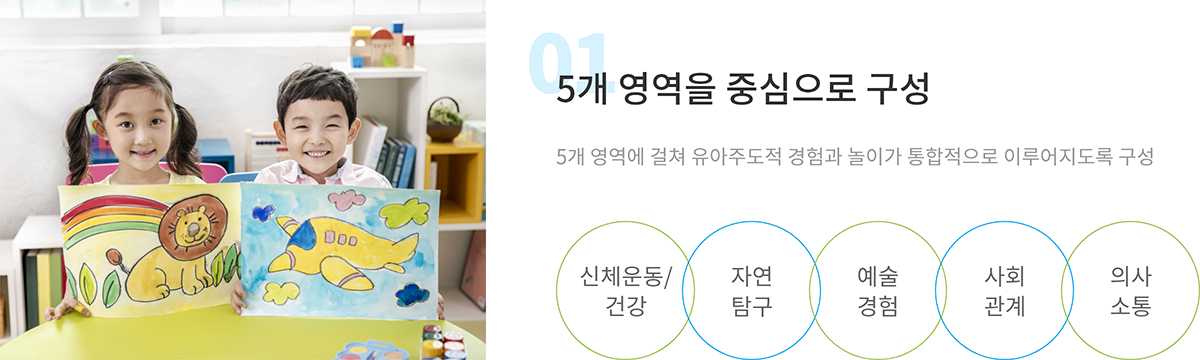 01
5개 영역을 중심으로 구성
5개 영역에 걸쳐 유아주도적 경험과 놀이가 통합적으로 이루어지도록 구성
신체운동/
건강
자연
탐구
예술
경험
사회
관계
의사
소통